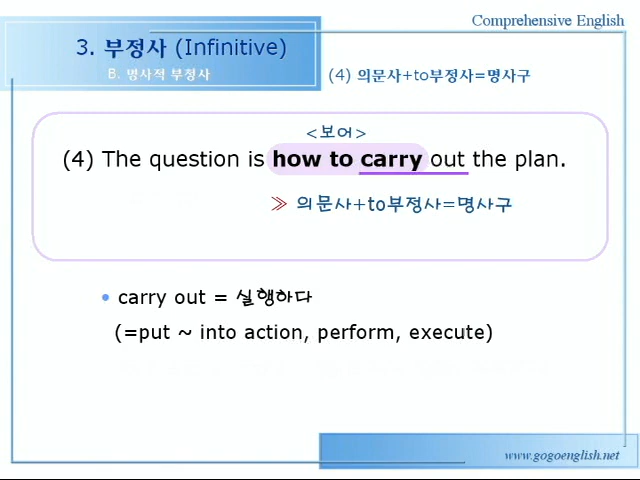 Comprehensive English
3. 부정사 (Infinitive)
B. 명사적 부정사
(4) 의문사+to부정사=명사구
<보어>
(4) The question is how to carry out the plan.
≫ 의문사+to부정사=명사구
• carry out = 실행하다
(=put ~ into action, perform, execute)
www.gogoenglish.net